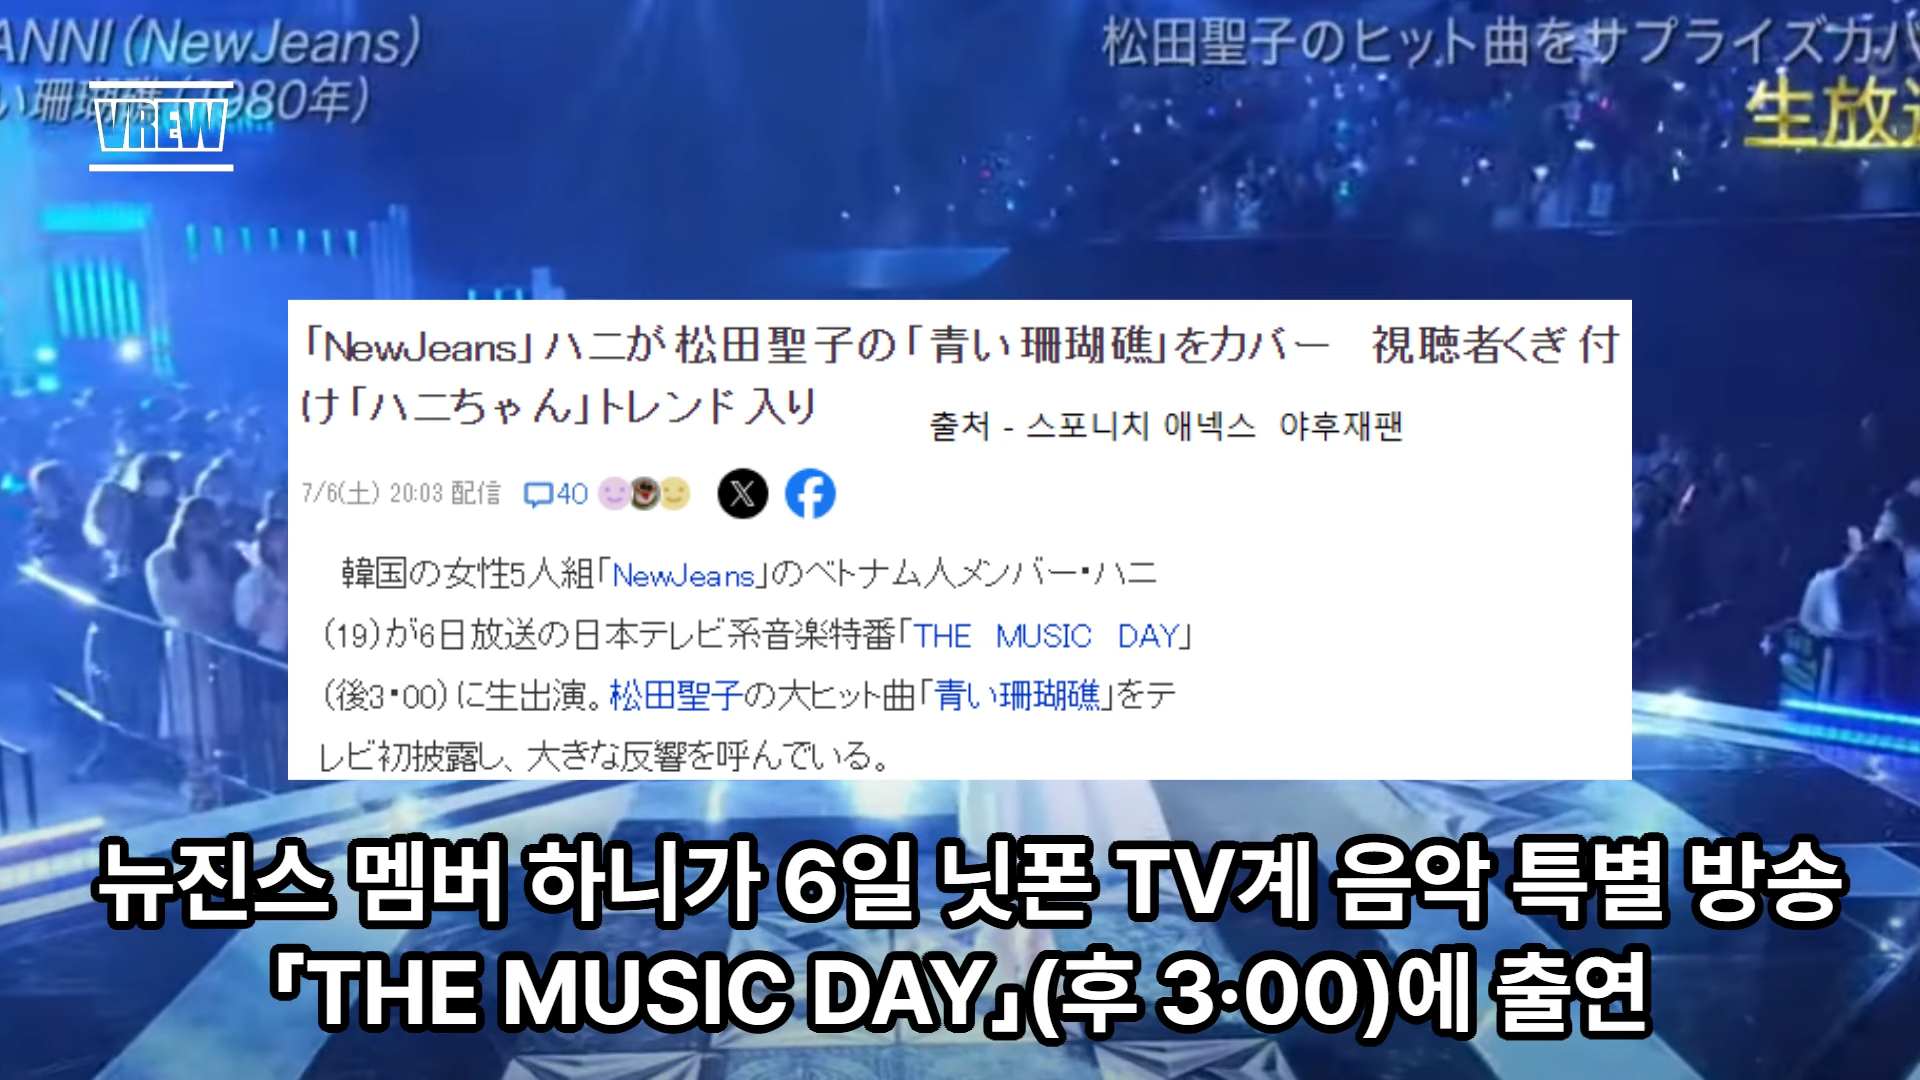 ANNI (NewJeans)
い珊瑚礁 (1980年)
松田聖子のヒット曲をサプライズカバ
生放送
VREW
「NewJeans」ハニが松田聖子の「青い珊瑚礁」をカバー 視聴者くぎ付
け「ハニちゃん」トレンド入り
출처 - 스포니치 애넥스 야후재팬
7/6(土) 20:03 配信 40
韓国の女性5人組「NewJeans」のベトナム人メンバー・ハニ
(19)が6日放送の日本テレビ系音楽特番「THE MUSIC DAY」
(後3・00)に生出演。松田聖子の大ヒット曲「青い珊瑚礁」をテ
レビ初披露し、大きな反響を呼んでいる。
뉴진스 멤버 하니가 6일 닛폰 TV계 음악 특별 방송
「THE MUSIC DAY」(후 3·00)에 출연